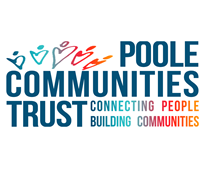 POOLE
COMMUNITIES
TRUST CONNECTING PEOPLE
BUILDING COMMUNITIES